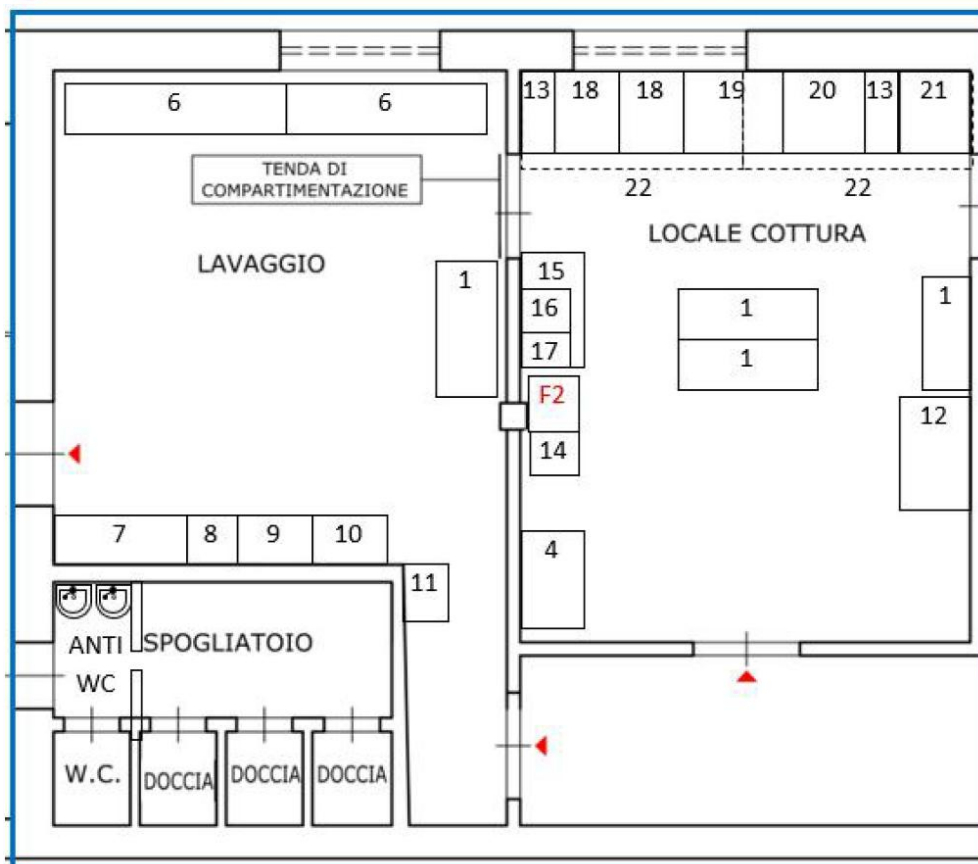 6 6
13 18 18 19 20 13 21
TENDA DI
COMPARTIMENTAZIONE
22 22
LOCALE COTTURA
LAVAGGIO
1
15
16
17
1
1
1
F2
12
14
7 8 9 10
4
11
ANTI
WC
SPOGLIATOIO
W.C. DOCCIA DOCCIA DOCCIA